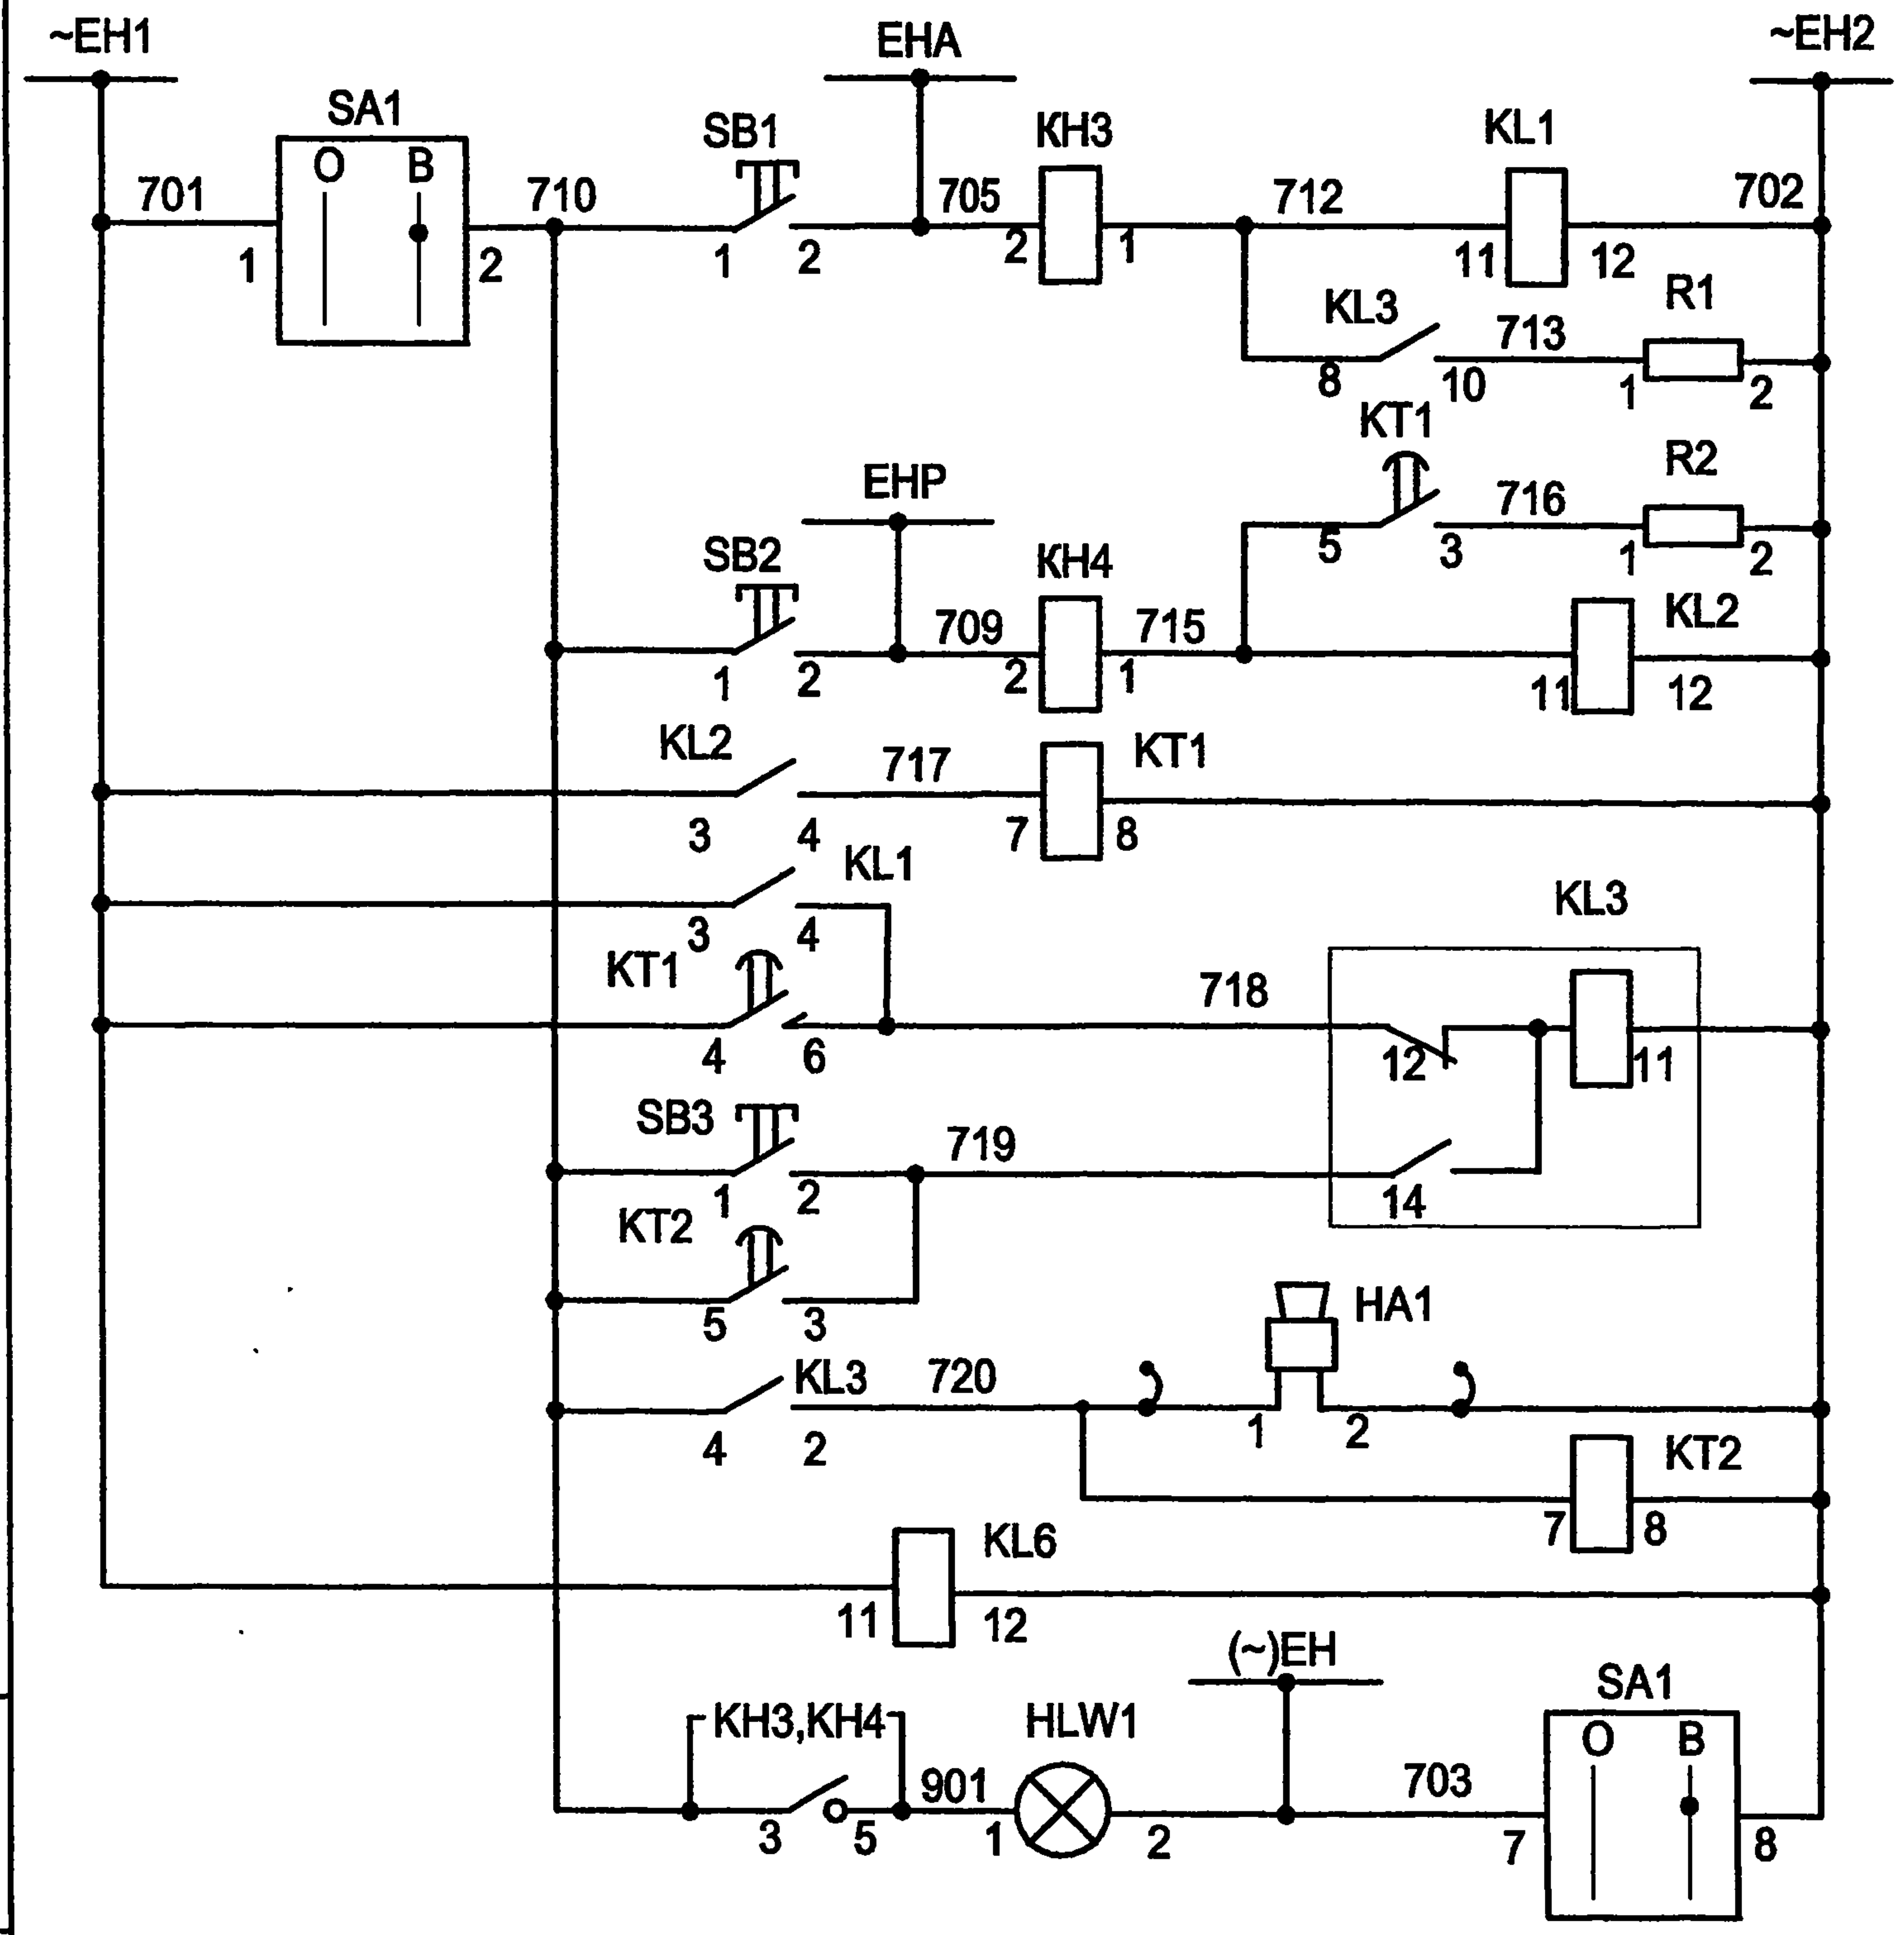 ~EH1 EHA ~EH2
SA1 SB1 KH3 KL1
O B
701 710 705 712 702
1 2 1 2 2 1 11 12
KL3 713 R1
8 10 1 2
KT1 R2
EHP 716
5 3 1 2
SB2 KH4 KL2
709 715
1 2 2 1 11 12
KL2 717 KT1
3 4 7 8
KL1 KL3
3 4
KT1 718
4 6 12 11
SB3 719
1 2 14
KT2
5 3
HA1
KL3 720
4 2 1 2
KT2
7 8
KL6
11 12
(~)EH
SA1
KH3,KH4 HLW1 O B
901 703
3 5 1 2 7 8